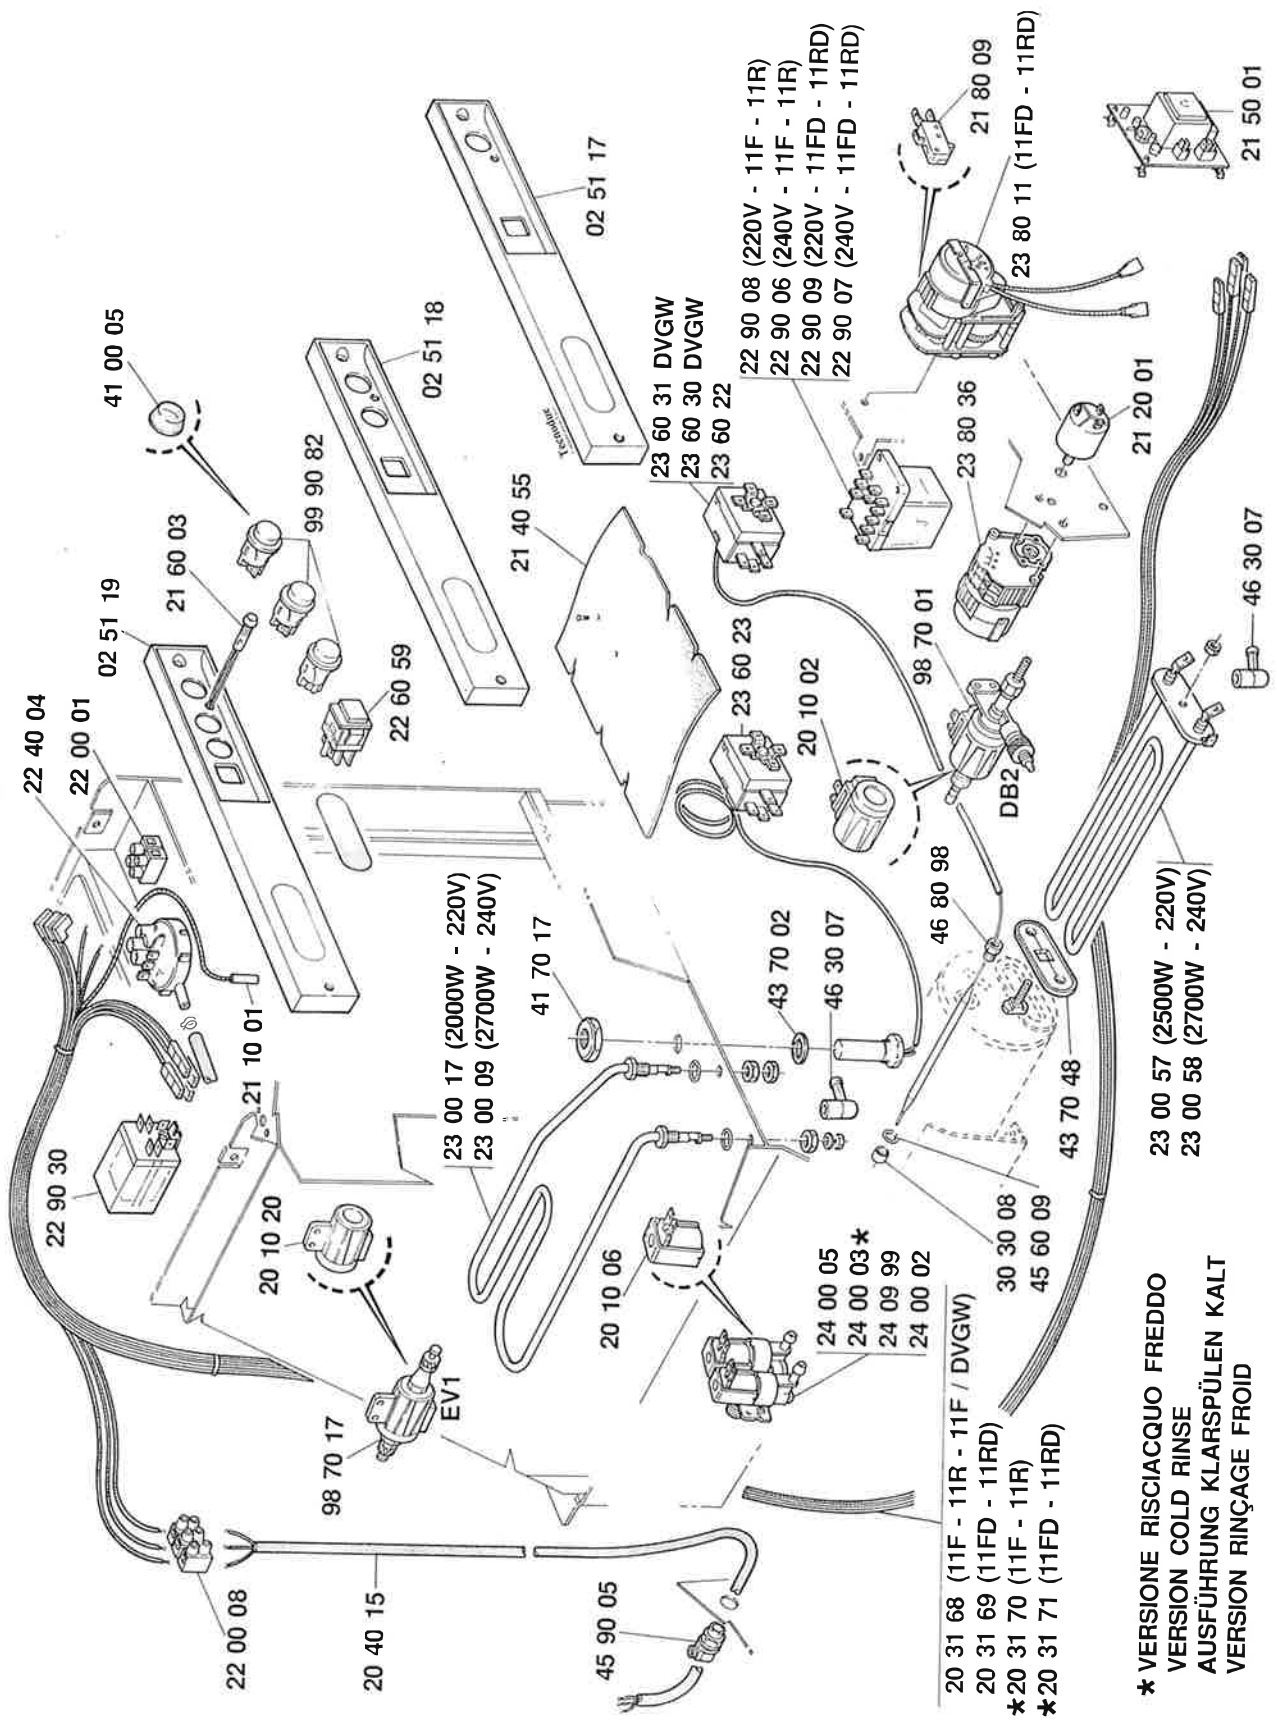 41 00 05
02 51 17
02 51 18
99 90 82
21 60 03
02 51 19
22 40 04
22 00 01
22 60 59
21 40 55
Tecnodue
23 60 31 DVGW
23 60 30 DVGW
23 60 22
22 90 08 (220V - 11F - 11R)
22 90 06 (240V - 11F - 11R)
22 90 09 (220V - 11FD - 11RD)
22 90 07 (240V - 11FD - 11RD)
21 80 09
23 80 11 (11FD - 11RD)
21 50 01
21 20 01
23 80 36
98 70 01
DB2
46 30 07
23 60 23
20 10 02
46 80 98
43 70 02
46 30 07
41 70 17
23 00 17 (2000W - 220V)
23 00 09 (2700W - 240V)
21 10 01
22 90 30
20 10 20
98 70 17
EV1
20 10 06
24 00 05
24 00 03*
24 09 99
24 00 02
30 30 08
45 60 09
43 70 48
23 00 57 (2500W - 220V)
23 00 58 (2700W - 240V)
22 00 08
20 40 15
45 90 05
20 31 68 (11F - 11R - 11F / DVGW)
20 31 69 (11FD - 11RD)
*20 31 70 (11F - 11R)
*20 31 71 (11FD - 11RD)
* VERSIONE RISCIACQUO FREDDO
VERSION COLD RINSE
AUSFÜHRUNG KLARSPÜLEN KALT
VERSION RINÇAGE FROID